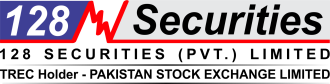 128 Securities
128 SECURITIES (PVT.) LIMITED
TREC Holder - PAKISTAN STOCK EXCHANGE LIMITED